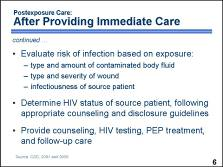 Postexposure Care:
After Providing Immediate Care
continued ...
• Evaluate risk of infection based on exposure:
– type and amount of contaminated body fluid
– type and severity of wound
– infectiousness of source patient
• Determine HIV status of source patient, following
appropriate counseling and disclosure guidelines
• Provide counseling, HIV testing, PEP treatment,
and follow-up care
Source: CDC, 2001 and 2005.
6